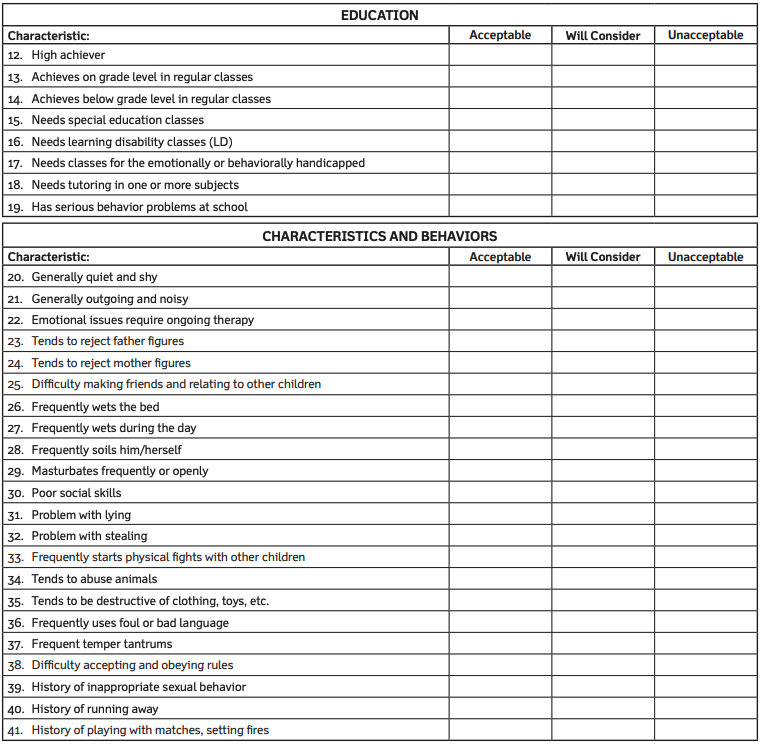 EDUCATION
Characteristic: Acceptable Will Consider Unacceptable
12. High achiever
13. Achieves on grade level in regular classes
14. Achieves below grade level in regular classes
15. Needs special education classes
16. Needs learning disability classes (LD)
17. Needs classes for the emotionally or behaviorally handicapped
18. Needs tutoring in one or more subjects
19. Has serious behavior problems at school
CHARACTERISTICS AND BEHAVIORS
Characteristic: Acceptable Will Consider Unacceptable
20. Generally quiet and shy
21. Generally outgoing and noisy
22. Emotional issues require ongoing therapy
23. Tends to reject father figures
24. Tends to reject mother figures
25. Difficulty making friends and relating to other children
26. Frequently wets the bed
27. Frequently wets during the day
28. Frequently soils him/herself
29. Masturbates frequently or openly
30. Poor social skills
31. Problem with lying
32. Problem with stealing
33. Frequently starts physical fights with other children
34. Tends to abuse animals
35. Tends to be destructive of clothing, toys, etc.
36. Frequently uses foul or bad language
37. Frequent temper tantrums
38. Difficulty accepting and obeying rules
39. History of inappropriate sexual behavior
40. History of running away
41. History of playing with matches, setting fires